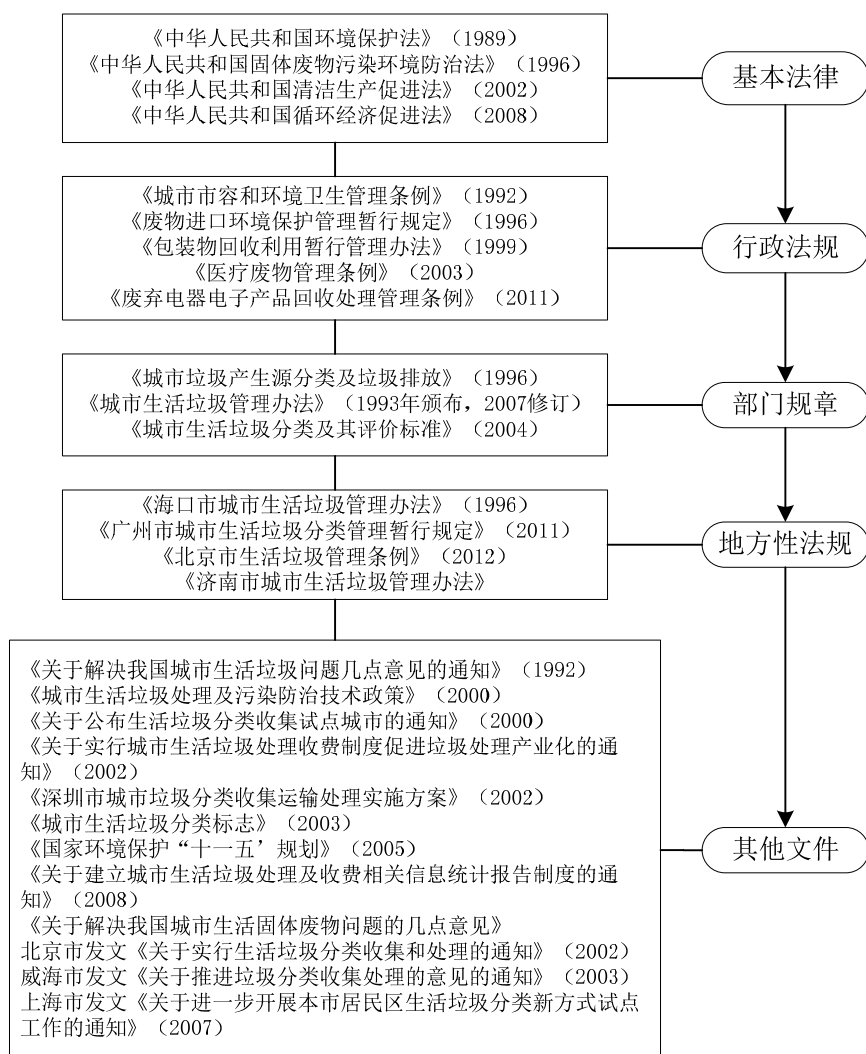 《中华人民共和国环境保护法》（1989）
《中华人民共和国固体废物污染环境防治法》（1996）
《中华人民共和国清洁生产促进法》（2002）
《中华人民共和国循环经济促进法》（2008）
基本法律
《城市市容和环境卫生管理条例》（1992）
《废物进口环境保护管理暂行规定》（1996）
《包装物回收利用暂行管理办法》（1999）
《医疗废物管理条例》（2003）
《废弃电器电子产品回收处理管理条例》（2011）
行政法规
《城市垃圾产生源分类及垃圾排放》（1996）
《城市生活垃圾管理办法》（1993年颁布，2007修订）
《城市生活垃圾分类及其评价标准》（2004）
部门规章
《海口市城市生活垃圾管理办法》（1996）
《广州市城市生活垃圾分类管理暂行规定》（2011）
《北京市生活垃圾管理条例》（2012）
《济南市城市生活垃圾管理办法》
地方性法规
《关于解决我国城市生活垃圾问题几点意见的通知》（1992）
《城市生活垃圾处理及污染防治技术政策》（2000）
《关于公布生活垃圾分类收集试点城市的通知》（2000）
《关于实行城市生活垃圾处理收费制度促进垃圾处理产业化的通
知》（2002）
《深圳市城市垃圾分类收集运输处理实施方案》（2002）
《城市生活垃圾分类标志》（2003）
《国家环境保护“十一五’规划》（2005）
《关于建立城市生活垃圾处理及收费相关信息统计报告制度的通
知》（2008）
《关于解决我国城市生活固体废物问题的几点意见》
北京市发文《关于实行生活垃圾分类收集和处理的通知》（2002）
威海市发文《关于推进垃圾分类收集处理的意见的通知》（2003）
上海市发文《关于进一步开展本市居民区生活垃圾分类新方式试点
工作的通知》（2007）
其他文件